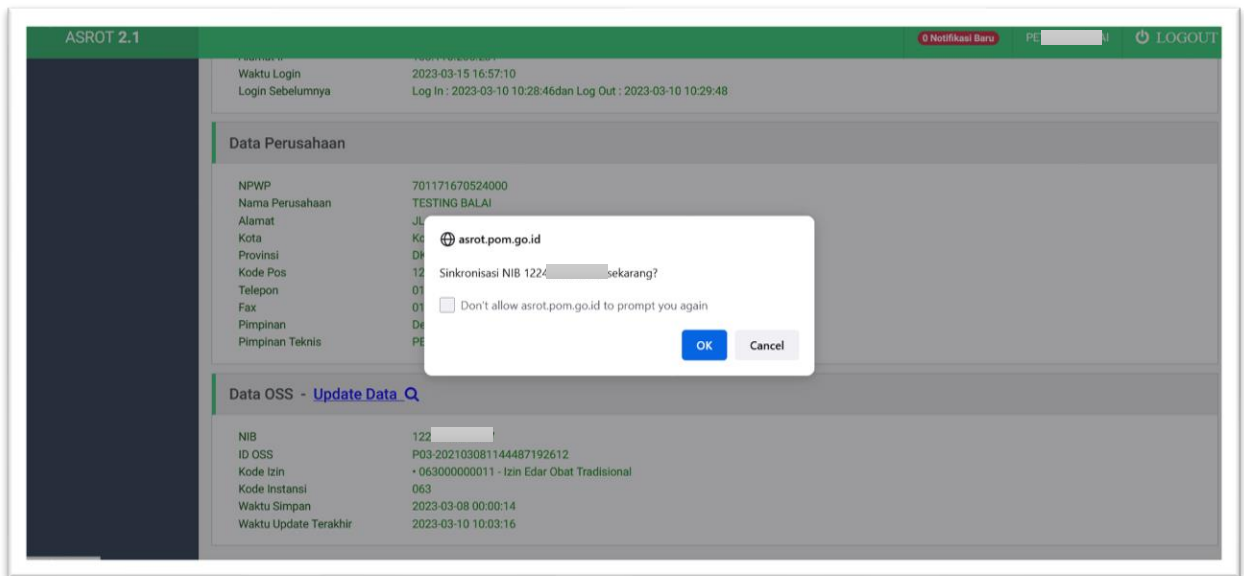 ASROT 2.1
0 Notifikasi Baru
LOGOUT
Waktu Login 2023-03-15 16:57:10
Login Sebelumnya Log In : 2023-03-10 10:28:46dan Log Out : 2023-03-10 10:29:48
Data Perusahaan
NPWP 701171670524000
Nama Perusahaan TESTING BALAI
Alamat
Kota
Provinsi
Kode Pos
Telepon
Fax
Pimpinan
Pimpinan Teknis
asrot.pom.go.id
Sinkronisasi NIB 1224 sekarang?
Don't allow asrot.pom.go.id to prompt you again
OK Cancel
Data OSS - Update Data
NIB 122
ID OSS P03-202103081144487192612
Kode Izin • 063000000011 - Izin Edar Obat Tradisional
Kode Instansi 063
Waktu Simpan 2023-03-08 00:00:14
Waktu Update Terakhir 2023-03-10 10:03:16